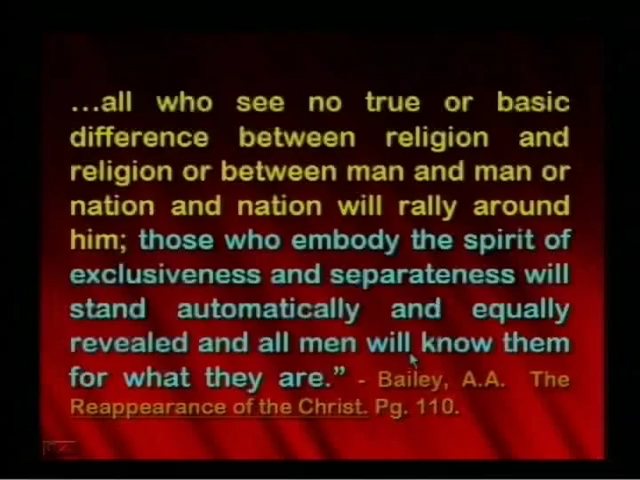 ...all who see no true or basic
difference between religion and
religion or between man and man or
nation and nation will rally around
him; those who embody the spirit of
exclusiveness and separateness will
stand automatically and equally
revealed and all men will know them
for what they are." - Bailey, A.A. The
Reappearance of the Christ. Pg. 110.